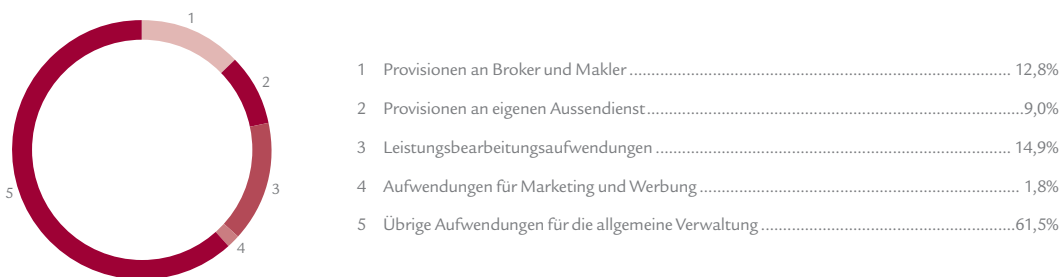 1
2
3
4
5
1 Provisionen an Broker und Makler 12,8%
2 Provisionen an eigenen Aussendienst 9,0%
3 Leistungsbearbeitungsaufwendungen 14,9%
4 Aufwendungen für Marketing und Werbung 1,8%
5 Übrige Aufwendungen für die allgemeine Verwaltung 61,5%